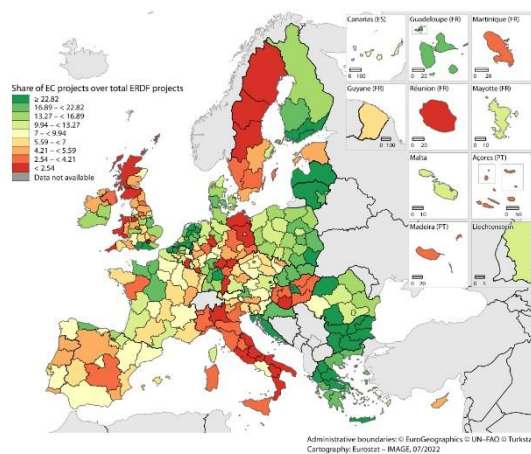 Share of EC projects over total ERDF projects
≥ 22.82
16.89 – < 22.82
13.27 – < 16.89
9.94 – < 13.27
7 – < 9.94
5.59 – < 7
4.21 – < 5.59
2.54 – < 4.21
< 2.54
Data not available
Canarias (ES)
0 100
Guadeloupe (FR)
0 20
Martinique (FR)
0 20
Guyane (FR)
0 100
Réunion (FR)
0 20
Mayotte (FR)
0 10
Malta
0 10
Açores (PT)
0 50
Madeira (PT)
0 20
Liechtenstein
0 5
Administrative boundaries: © EuroGeographics © UN–FAO © Turksta
Cartography: Eurostat – IMAGE, 07/2022